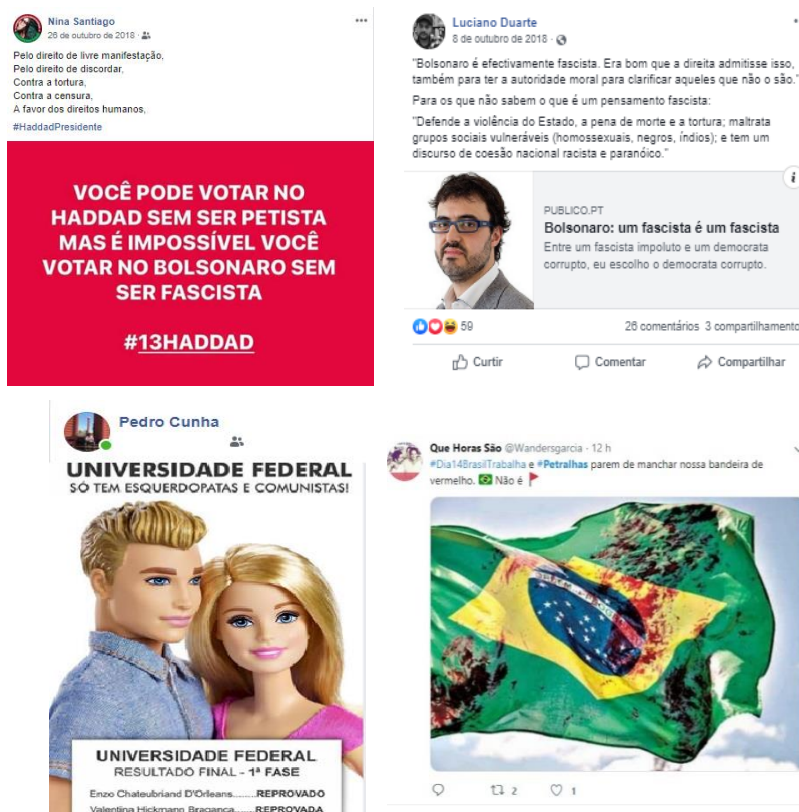 Nina Santiago
26 de outubro de 2018 ·
Pelo direito de livre manifestação,
Pelo direito de discordar,
Contra a tortura,
Contra a censura,
A favor dos direitos humanos,
#HaddadPresidente
VOCÊ PODE VOTAR NO
HADDAD SEM SER PETISTA
MAS É IMPOSSÍVEL VOCÊ
VOTAR NO BOLSONARO SEM
SER FASCISTA
#13HADDAD
Luciano Duarte
8 de outubro de 2018 ·
"Bolsonaro é efectivamente fascista. Era bom que a direita admitisse isso,
também para ter a autoridade moral para clarificar aqueles que não o são."
Para os que não sabem o que é um pensamento fascista:
"Defende a violência do Estado, a pena de morte e a tortura; maltrata
grupos sociais vulneráveis (homossexuais, negros, índios); e tem um
discurso de coesão nacional racista e paranóico."
PUBLICO.PT
Bolsonaro: um fascista é um fascista
Entre um fascista impoluto e um democrata
corrupto, eu escolho o democrata corrupto.
59
26 comentários 3 compartilhamento
Curtir
Comentar
Compartilhar
Pedro Cunha
UNIVERSIDADE FEDERAL
SÓ TEM ESQUERDOPATAS E COMUNISTAS!
UNIVERSIDADE FEDERAL
RESULTADO FINAL - 1ª FASE
Enzo Chateubriand D'Orleans........REPROVADO
Valentina Hickmann Bragança......REPROVADA
Que Horas São @Wandersgarcia · 12 h
#Dia14BrasilTrabalha e #Petralhas parem de manchar nossa bandeira de
vermelho. 🇧🇷 Não é 🚩
2
1